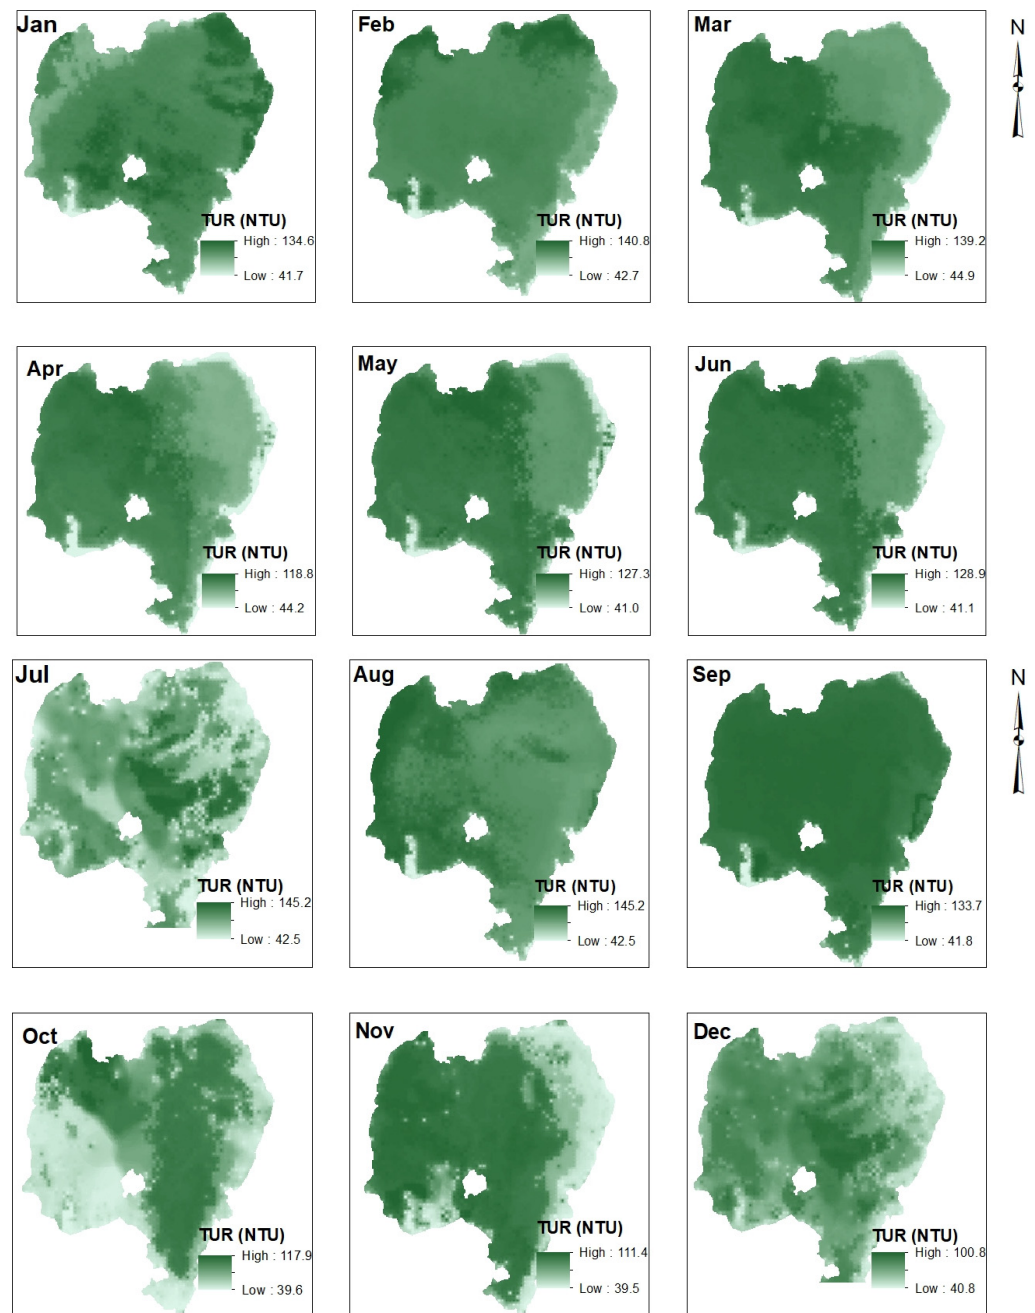 Jan
Feb
Mar
N
TUR (NTU)
High : 134.6
Low : 41.7
TUR (NTU)
High : 140.8
Low : 42.7
TUR (NTU)
High : 139.2
Low : 44.9
Apr
May
Jun
TUR (NTU)
High : 118.8
Low : 44.2
TUR (NTU)
High : 127.3
Low : 41.0
TUR (NTU)
High : 128.9
Low : 41.1
Jul
Aug
Sep
N
TUR (NTU)
High : 145.2
Low : 42.5
TUR (NTU)
High : 145.2
Low : 42.5
TUR (NTU)
High : 133.7
Low : 41.8
Oct
Nov
Dec
TUR (NTU)
High : 117.9
Low : 39.6
TUR (NTU)
High : 111.4
Low : 39.5
TUR (NTU)
High : 100.8
Low : 40.8